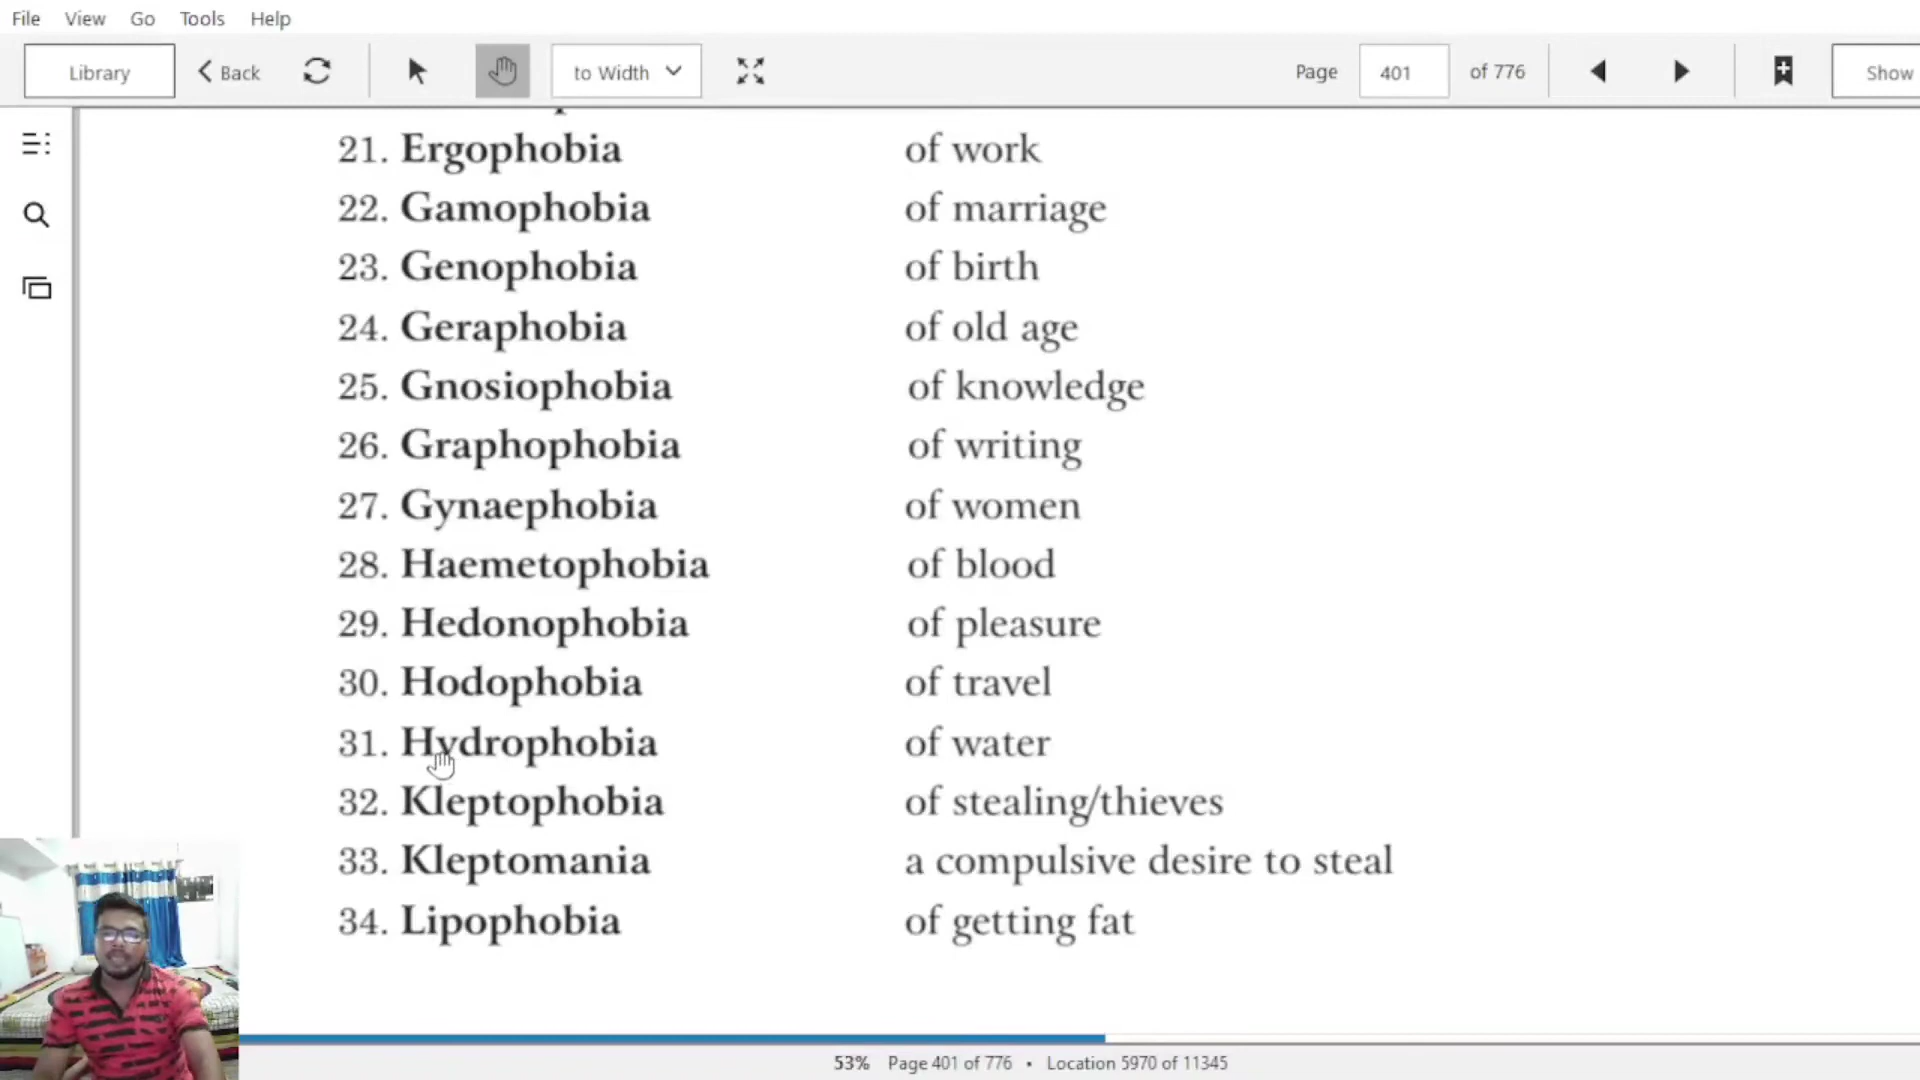 File View Go Tools Help
Library Back to Width Page 401 of 776 Show
21. Ergophobia of work
22. Gamophobia of marriage
23. Genophobia of birth
24. Geraphobia of old age
25. Gnosiophobia of knowledge
26. Graphophobia of writing
27. Gynaephobia of women
28. Haemetophobia of blood
29. Hedonophobia of pleasure
30. Hodophobia of travel
31. Hydrophobia of water
32. Kleptophobia of stealing/thieves
33. Kleptomania a compulsive desire to steal
34. Lipophobia of getting fat
53% Page 401 of 776 • Location 5970 of 11345